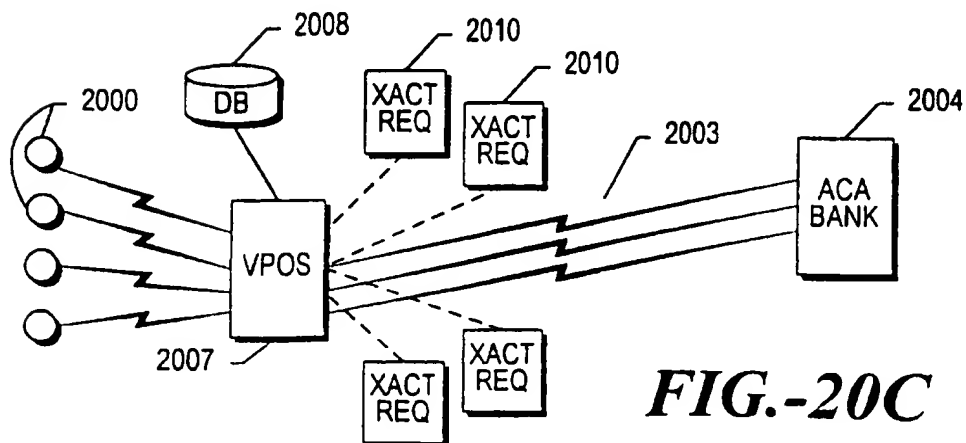 2008
2010
2010
2000
DB
XACT
REQ
XACT
REQ
2003
2004
ACA
BANK
VPOS
2007
XACT
REQ
XACT
REQ
FIG.-20C